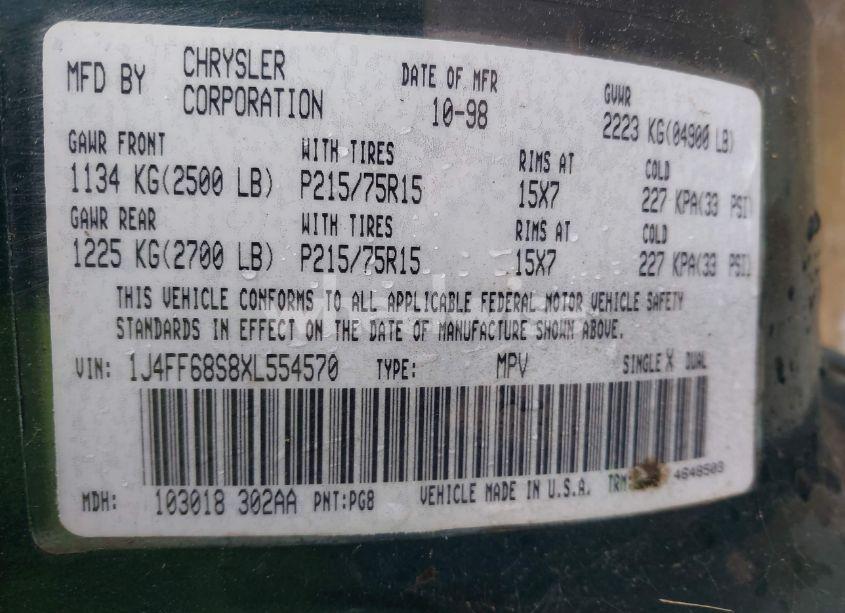 MFD BY CHRYSLER CORPORATION DATE OF MFR 10-98 GVWR 2223 KG(04900 LB)
GAWR FRONT WITH TIRES RIMS AT COLD
1134 KG(2500 LB) P215/75R15 15X7 227 KPA(33 PSI)
GAWR REAR WITH TIRES RIMS AT COLD
1225 KG(2700 LB) P215/75R15 15X7 227 KPA(33 PSI)
THIS VEHICLE CONFORMS TO ALL APPLICABLE FEDERAL MOTOR VEHICLE SAFETY
STANDARDS IN EFFECT ON THE DATE OF MANUFACTURE SHOWN ABOVE.
VIN: 1J4FF68S8XL554570 TYPE: MPV SINGLE X DUAL
MDH: 103018 302AA PNT:PG8 VEHICLE MADE IN U.S.A. TRM: 4648503